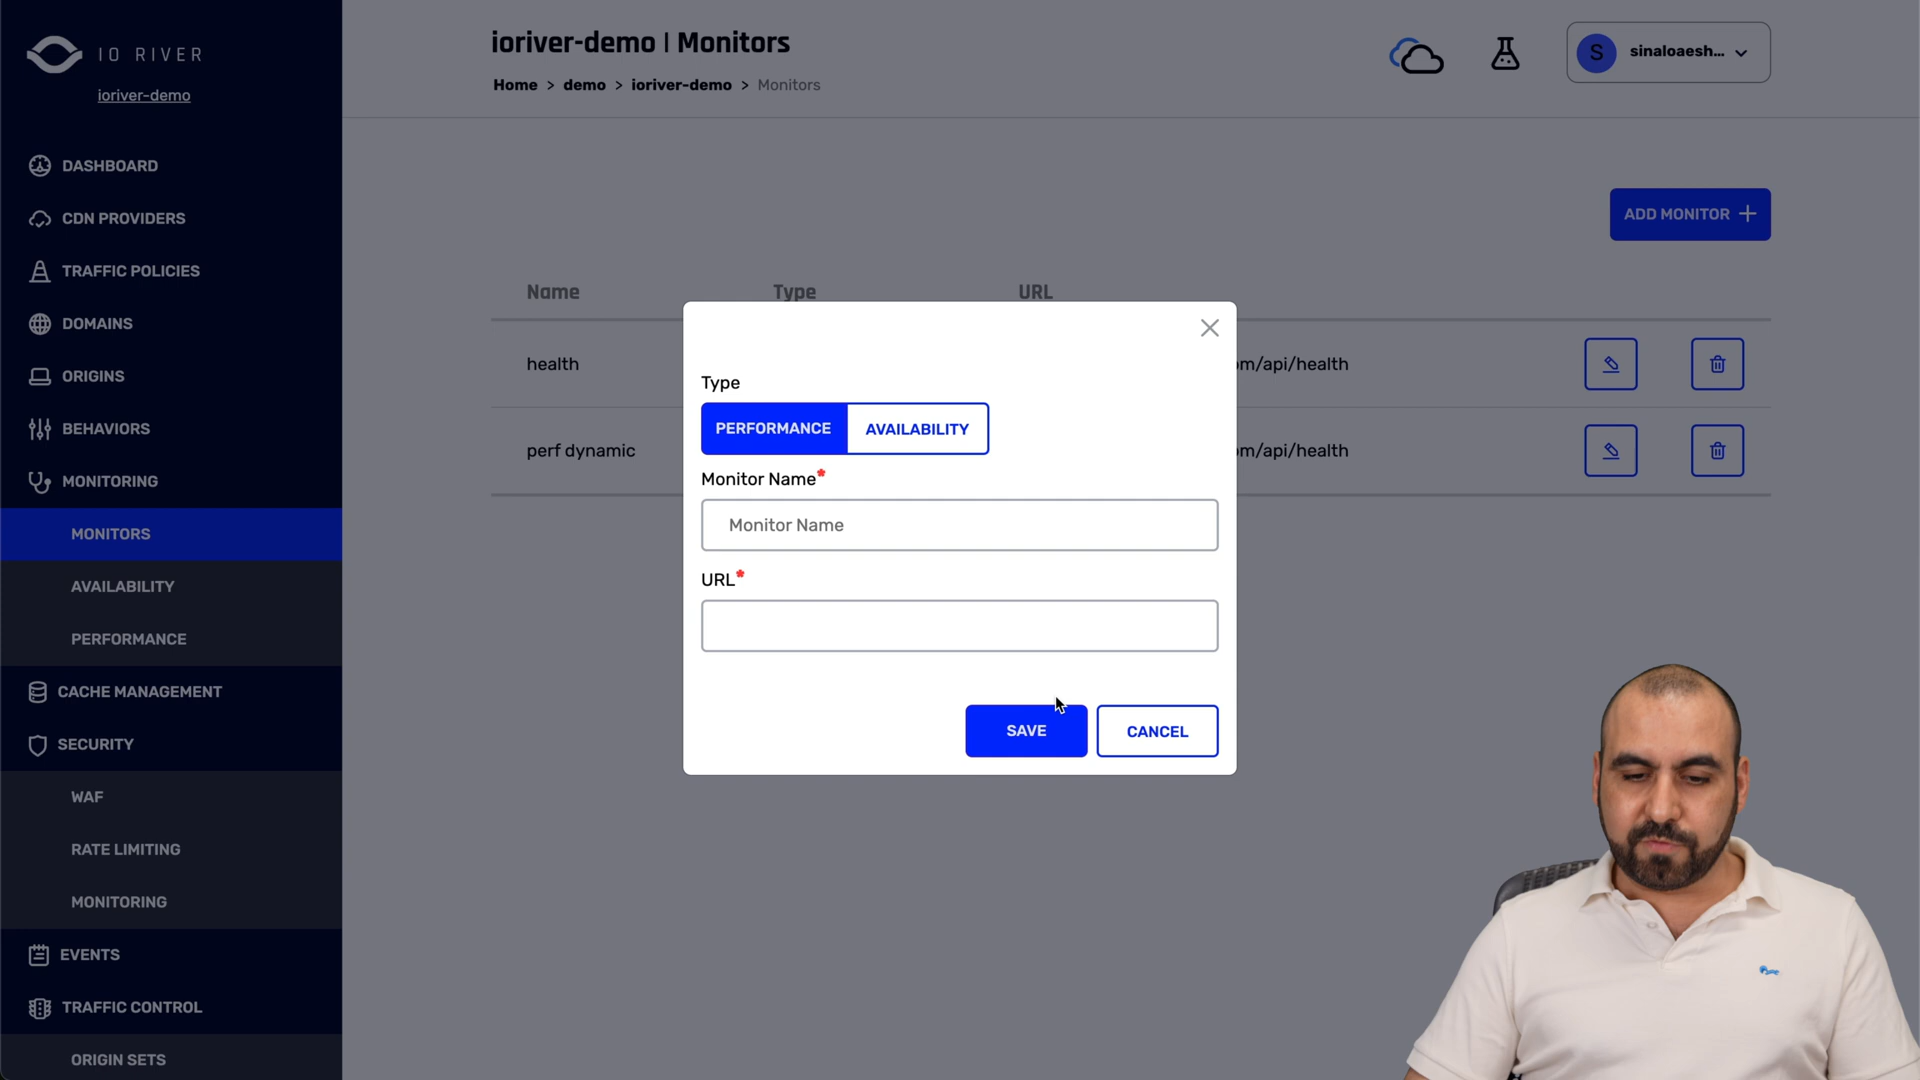 IO RIVER
ioriver-demo
DASHBOARD
CDN PROVIDERS
TRAFFIC POLICIES
DOMAINS
ORIGINS
BEHAVIORS
MONITORING
MONITORS
AVAILABILITY
PERFORMANCE
CACHE MANAGEMENT
SECURITY
WAF
RATE LIMITING
MONITORING
EVENTS
TRAFFIC CONTROL
ORIGIN SETS
ioriver-demo | Monitors
Home > demo > ioriver-demo > Monitors
S sinaloaesh...
ADD MONITOR +
Name Type URL
health om/api/health
perf dynamic om/api/health
Type
PERFORMANCE AVAILABILITY
Monitor Name*
Monitor Name
URL*
SAVE CANCEL